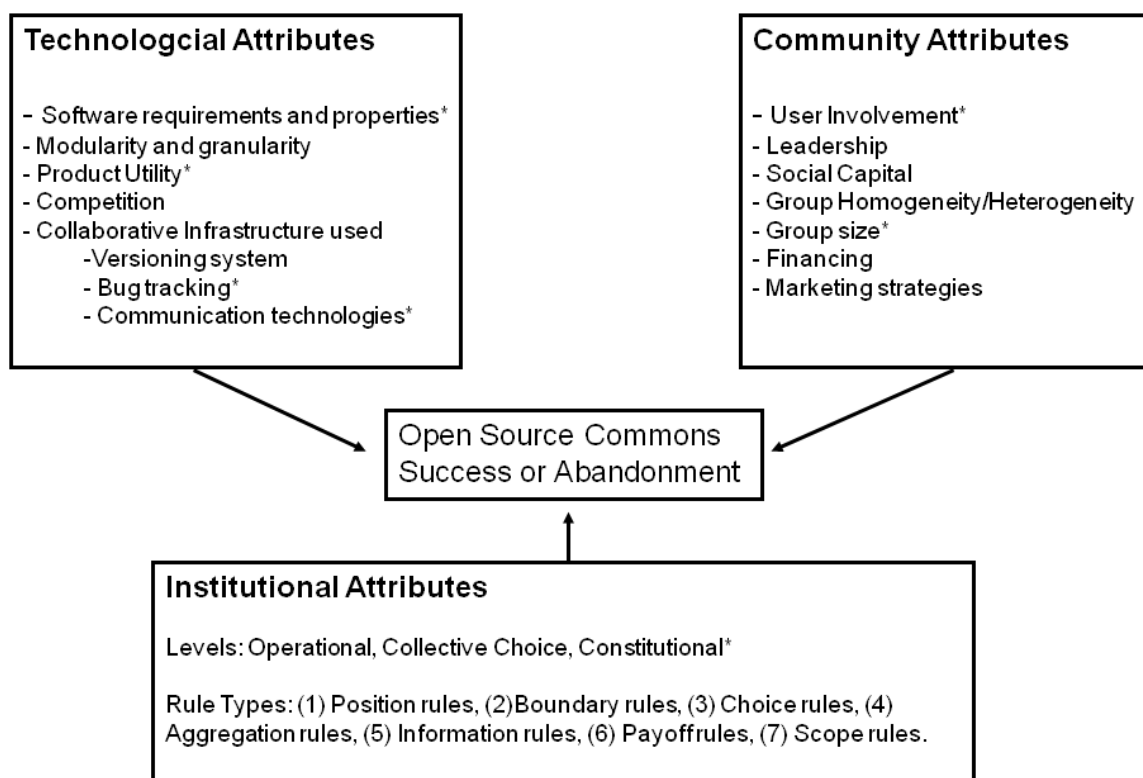 Technologcial Attributes
- Software requirements and properties*
- Modularity and granularity
- Product Utility*
- Competition
- Collaborative Infrastructure used
-Versioning system
- Bug tracking*
- Communication technologies*
Community Attributes
- User Involvement*
- Leadership
- Social Capital
- Group Homogeneity/Heterogeneity
- Group size*
- Financing
- Marketing strategies
Open Source Commons
Success or Abandonment
Institutional Attributes
Levels: Operational, Collective Choice, Constitutional*
Rule Types: (1) Position rules, (2)Boundary rules, (3) Choice rules, (4)
Aggregation rules, (5) Information rules, (6) Payoff rules, (7) Scope rules.